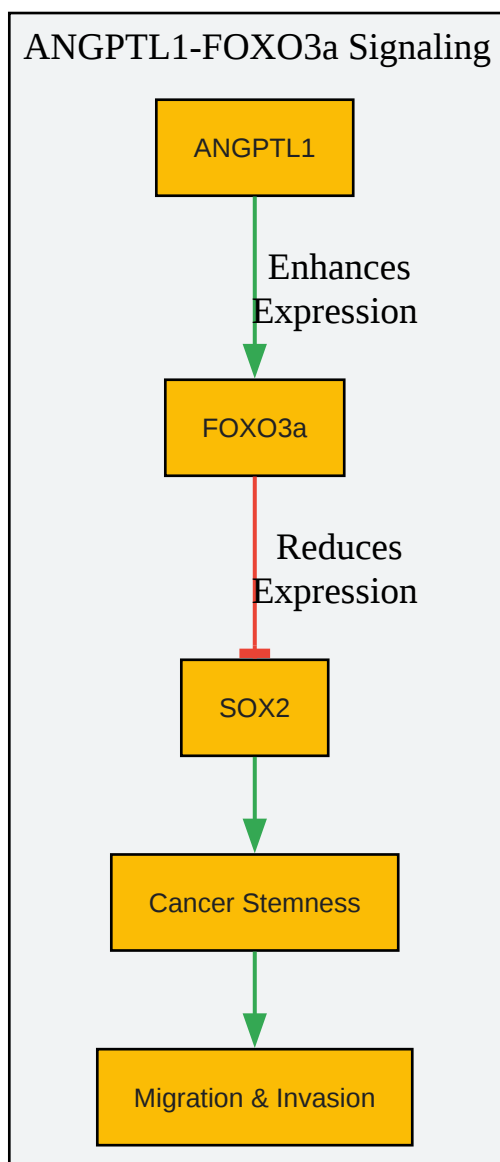 ANGPTL1-FOXO3a Signaling
ANGPTL1
Enhances
Expression
FOXO3a
Reduces
Expression
SOX2
Cancer Stemness
Migration & Invasion